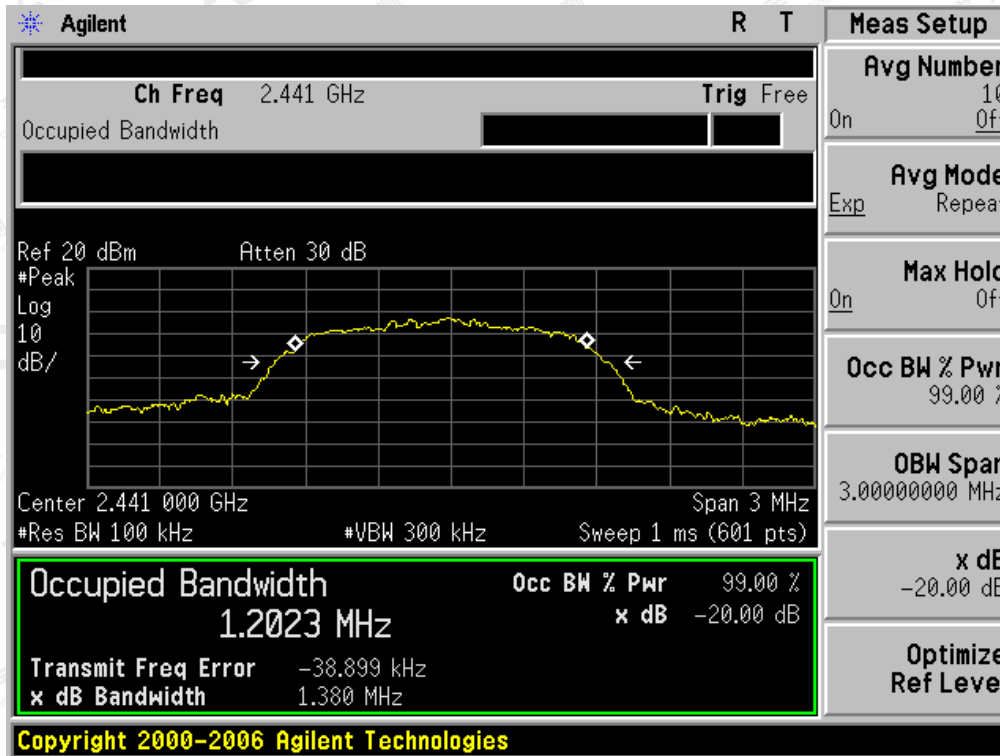 Agilent R T
Ch Freq 2.441 GHz Trig Free
Occupied Bandwidth
Ref 20 dBm Atten 30 dB
#Peak
Log
10
dB/
Center 2.441 000 GHz Span 3 MHz
#Res BW 100 kHz #VBW 300 kHz Sweep 1 ms (601 pts)
Occupied Bandwidth
1.2023 MHz
Occ BW % Pwr 99.00 %
x dB -20.00 dB
Transmit Freq Error -38.899 kHz
x dB Bandwidth 1.380 MHz
Copyright 2000-2006 Agilent Technologies
Meas Setup
Avg Number
10
On Off
Avg Mode
Exp Repeat
Max Hold
On Off
Occ BW % Pwr
99.00 %
OBW Span
3.00000000 MHz
x dB
-20.00 dB
Optimize
Ref Level